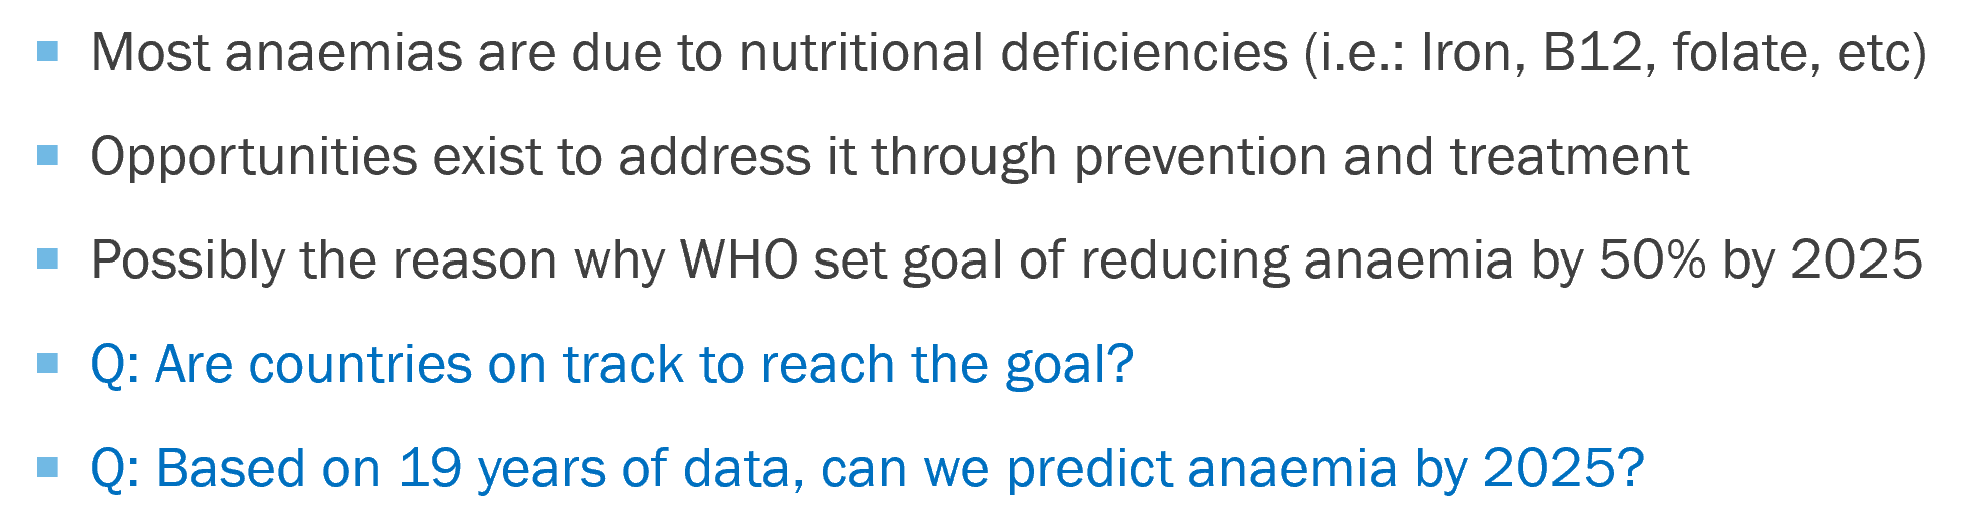 Most anaemias are due to nutritional deficiencies (i.e.: Iron, B12, folate, etc)
Opportunities exist to address it through prevention and treatment
Possibly the reason why WHO set goal of reducing anaemia by 50% by 2025
Q: Are countries on track to reach the goal?
Q: Based on 19 years of data, can we predict anaemia by 2025?